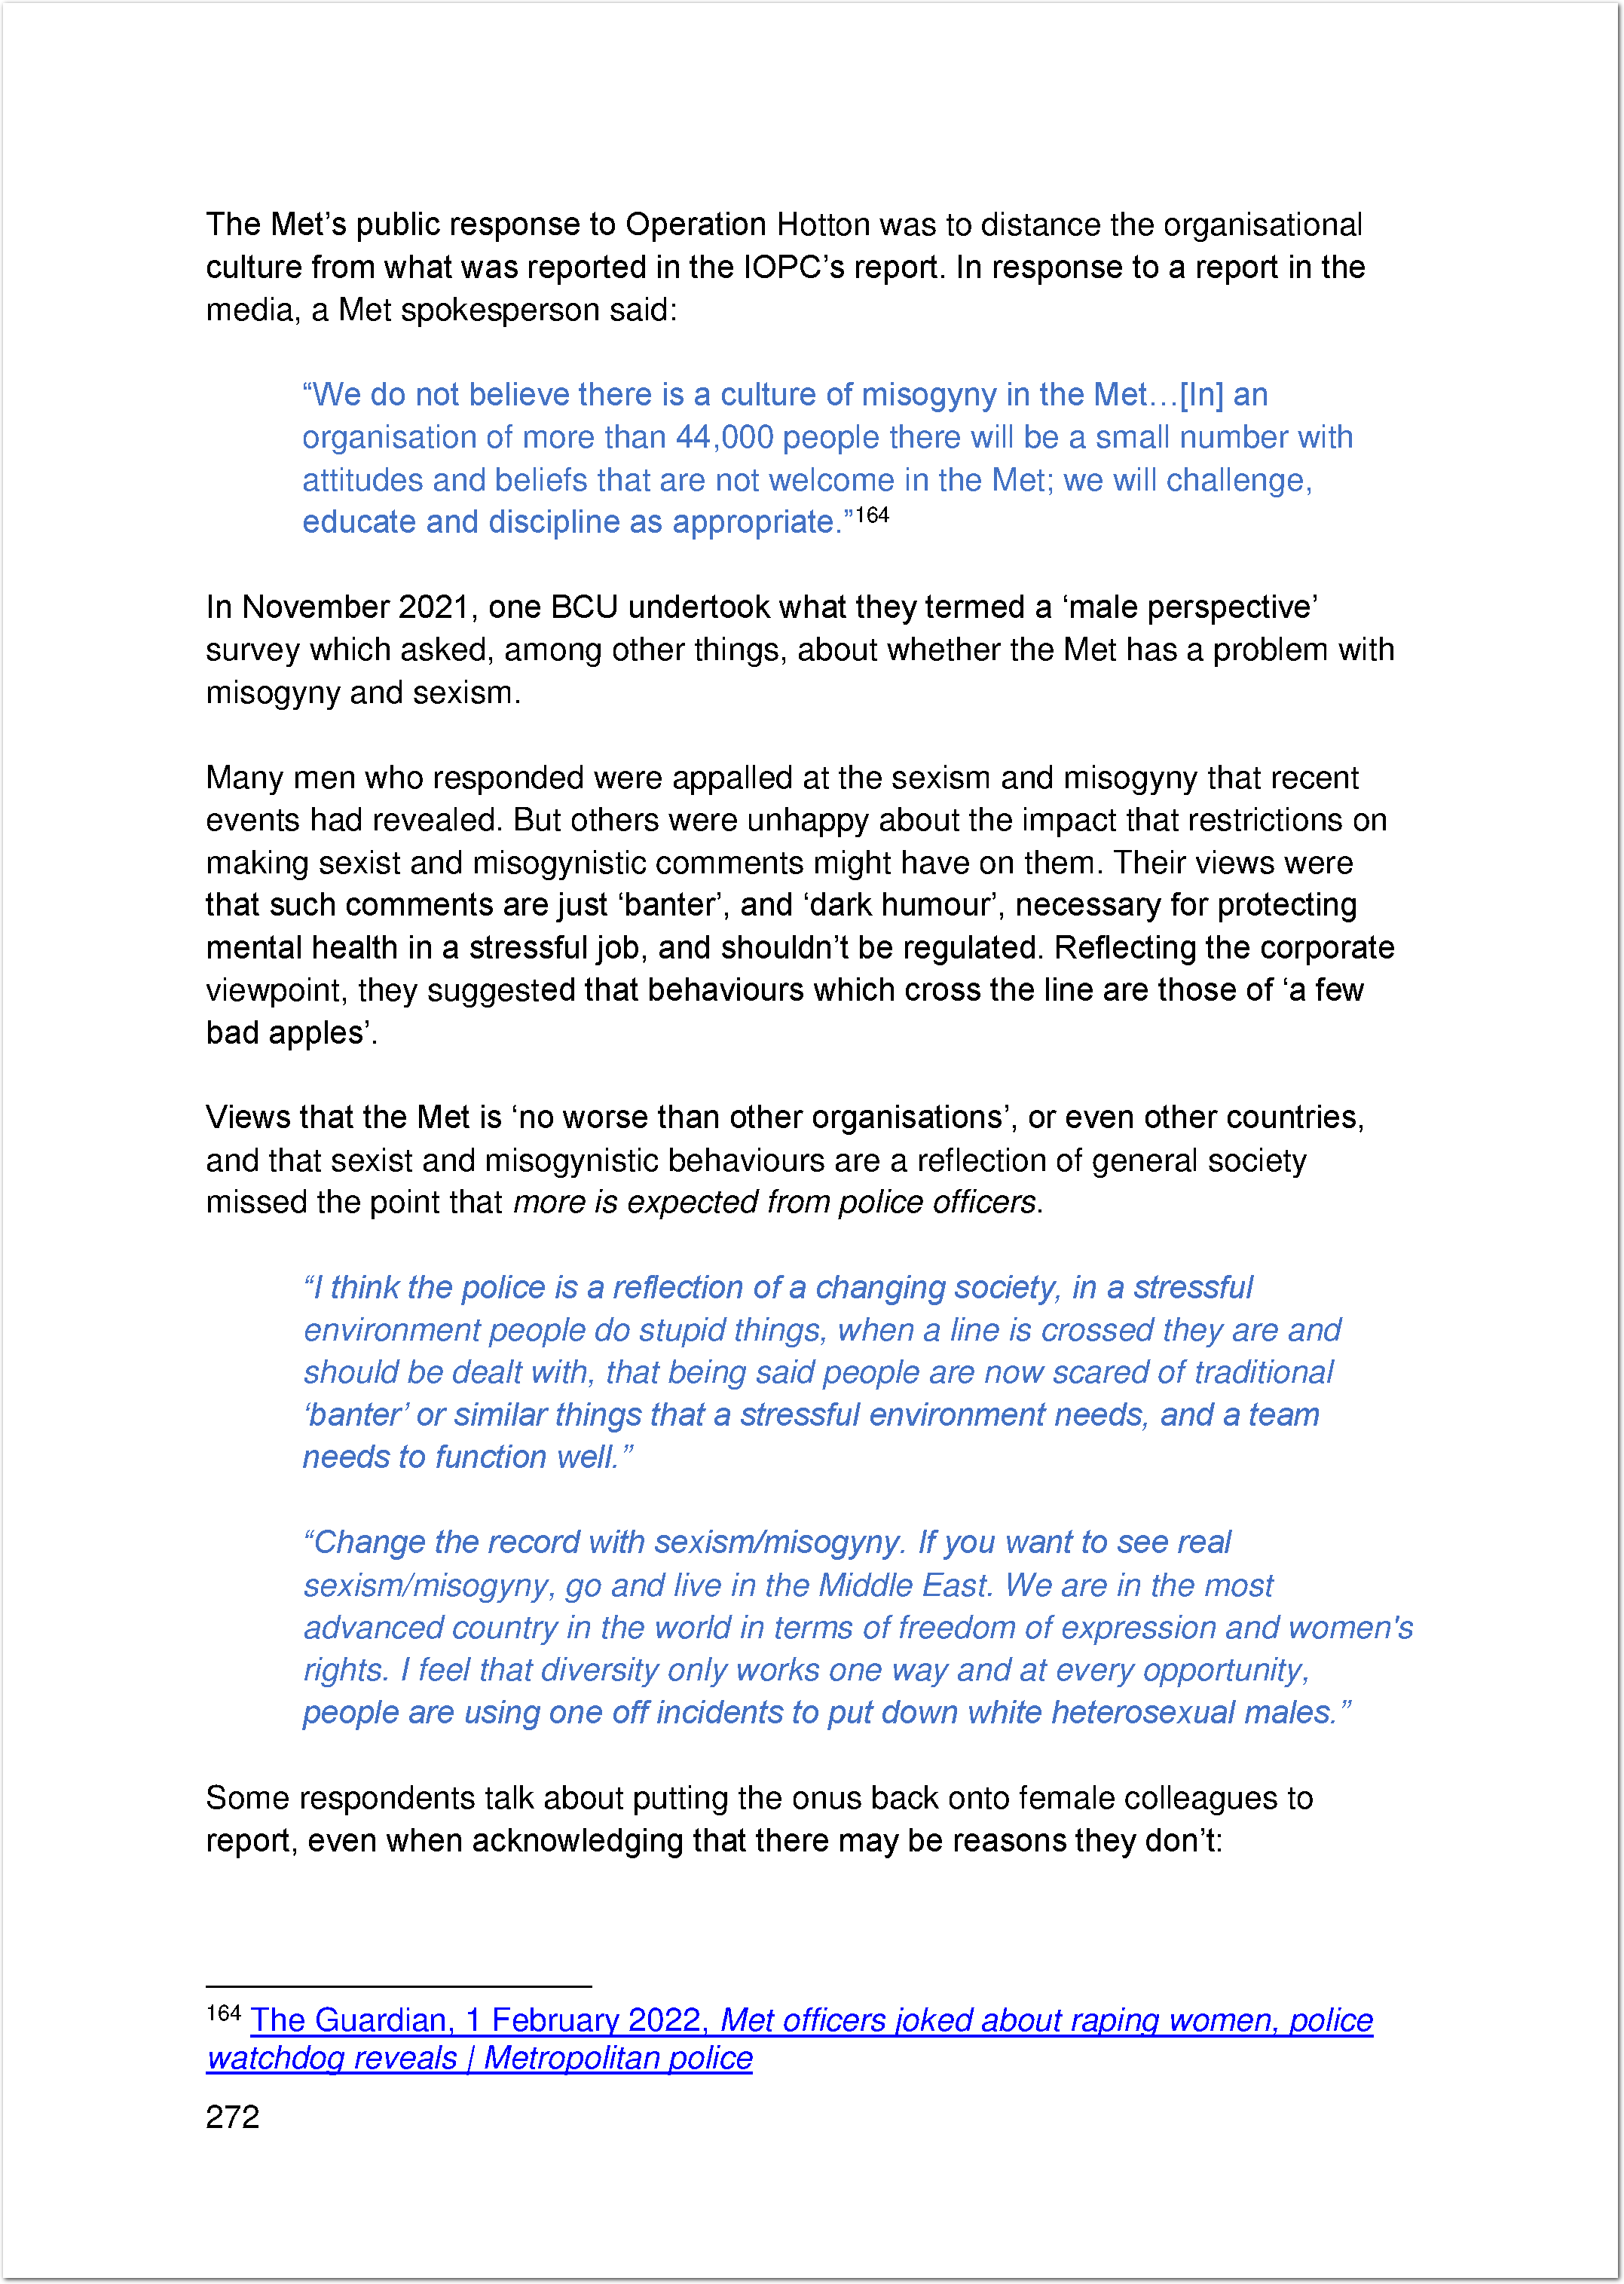 The Met’s public response to Operation Hotton was to distance the organisational
culture from what was reported in the IOPC’s report. In response to a report in the
media, a Met spokesperson said:
“We do not believe there is a culture of misogyny in the Met…[In] an
organisation of more than 44,000 people there will be a small number with
attitudes and beliefs that are not welcome in the Met; we will challenge,
educate and discipline as appropriate.”164
In November 2021, one BCU undertook what they termed a ‘male perspective’
survey which asked, among other things, about whether the Met has a problem with
misogyny and sexism.
Many men who responded were appalled at the sexism and misogyny that recent
events had revealed. But others were unhappy about the impact that restrictions on
making sexist and misogynistic comments might have on them. Their views were
that such comments are just ‘banter’, and ‘dark humour’, necessary for protecting
mental health in a stressful job, and shouldn’t be regulated. Reflecting the corporate
viewpoint, they suggested that behaviours which cross the line are those of ‘a few
bad apples’.
Views that the Met is ‘no worse than other organisations’, or even other countries,
and that sexist and misogynistic behaviours are a reflection of general society
missed the point that more is expected from police officers.
“I think the police is a reflection of a changing society, in a stressful
environment people do stupid things, when a line is crossed they are and
should be dealt with, that being said people are now scared of traditional
‘banter’ or similar things that a stressful environment needs, and a team
needs to function well.”
“Change the record with sexism/misogyny. If you want to see real
sexism/misogyny, go and live in the Middle East. We are in the most
advanced country in the world in terms of freedom of expression and women's
rights. I feel that diversity only works one way and at every opportunity,
people are using one off incidents to put down white heterosexual males.”
Some respondents talk about putting the onus back onto female colleagues to
report, even when acknowledging that there may be reasons they don’t:
164 The Guardian, 1 February 2022, Met officers joked about raping women, police
watchdog reveals | Metropolitan police
272